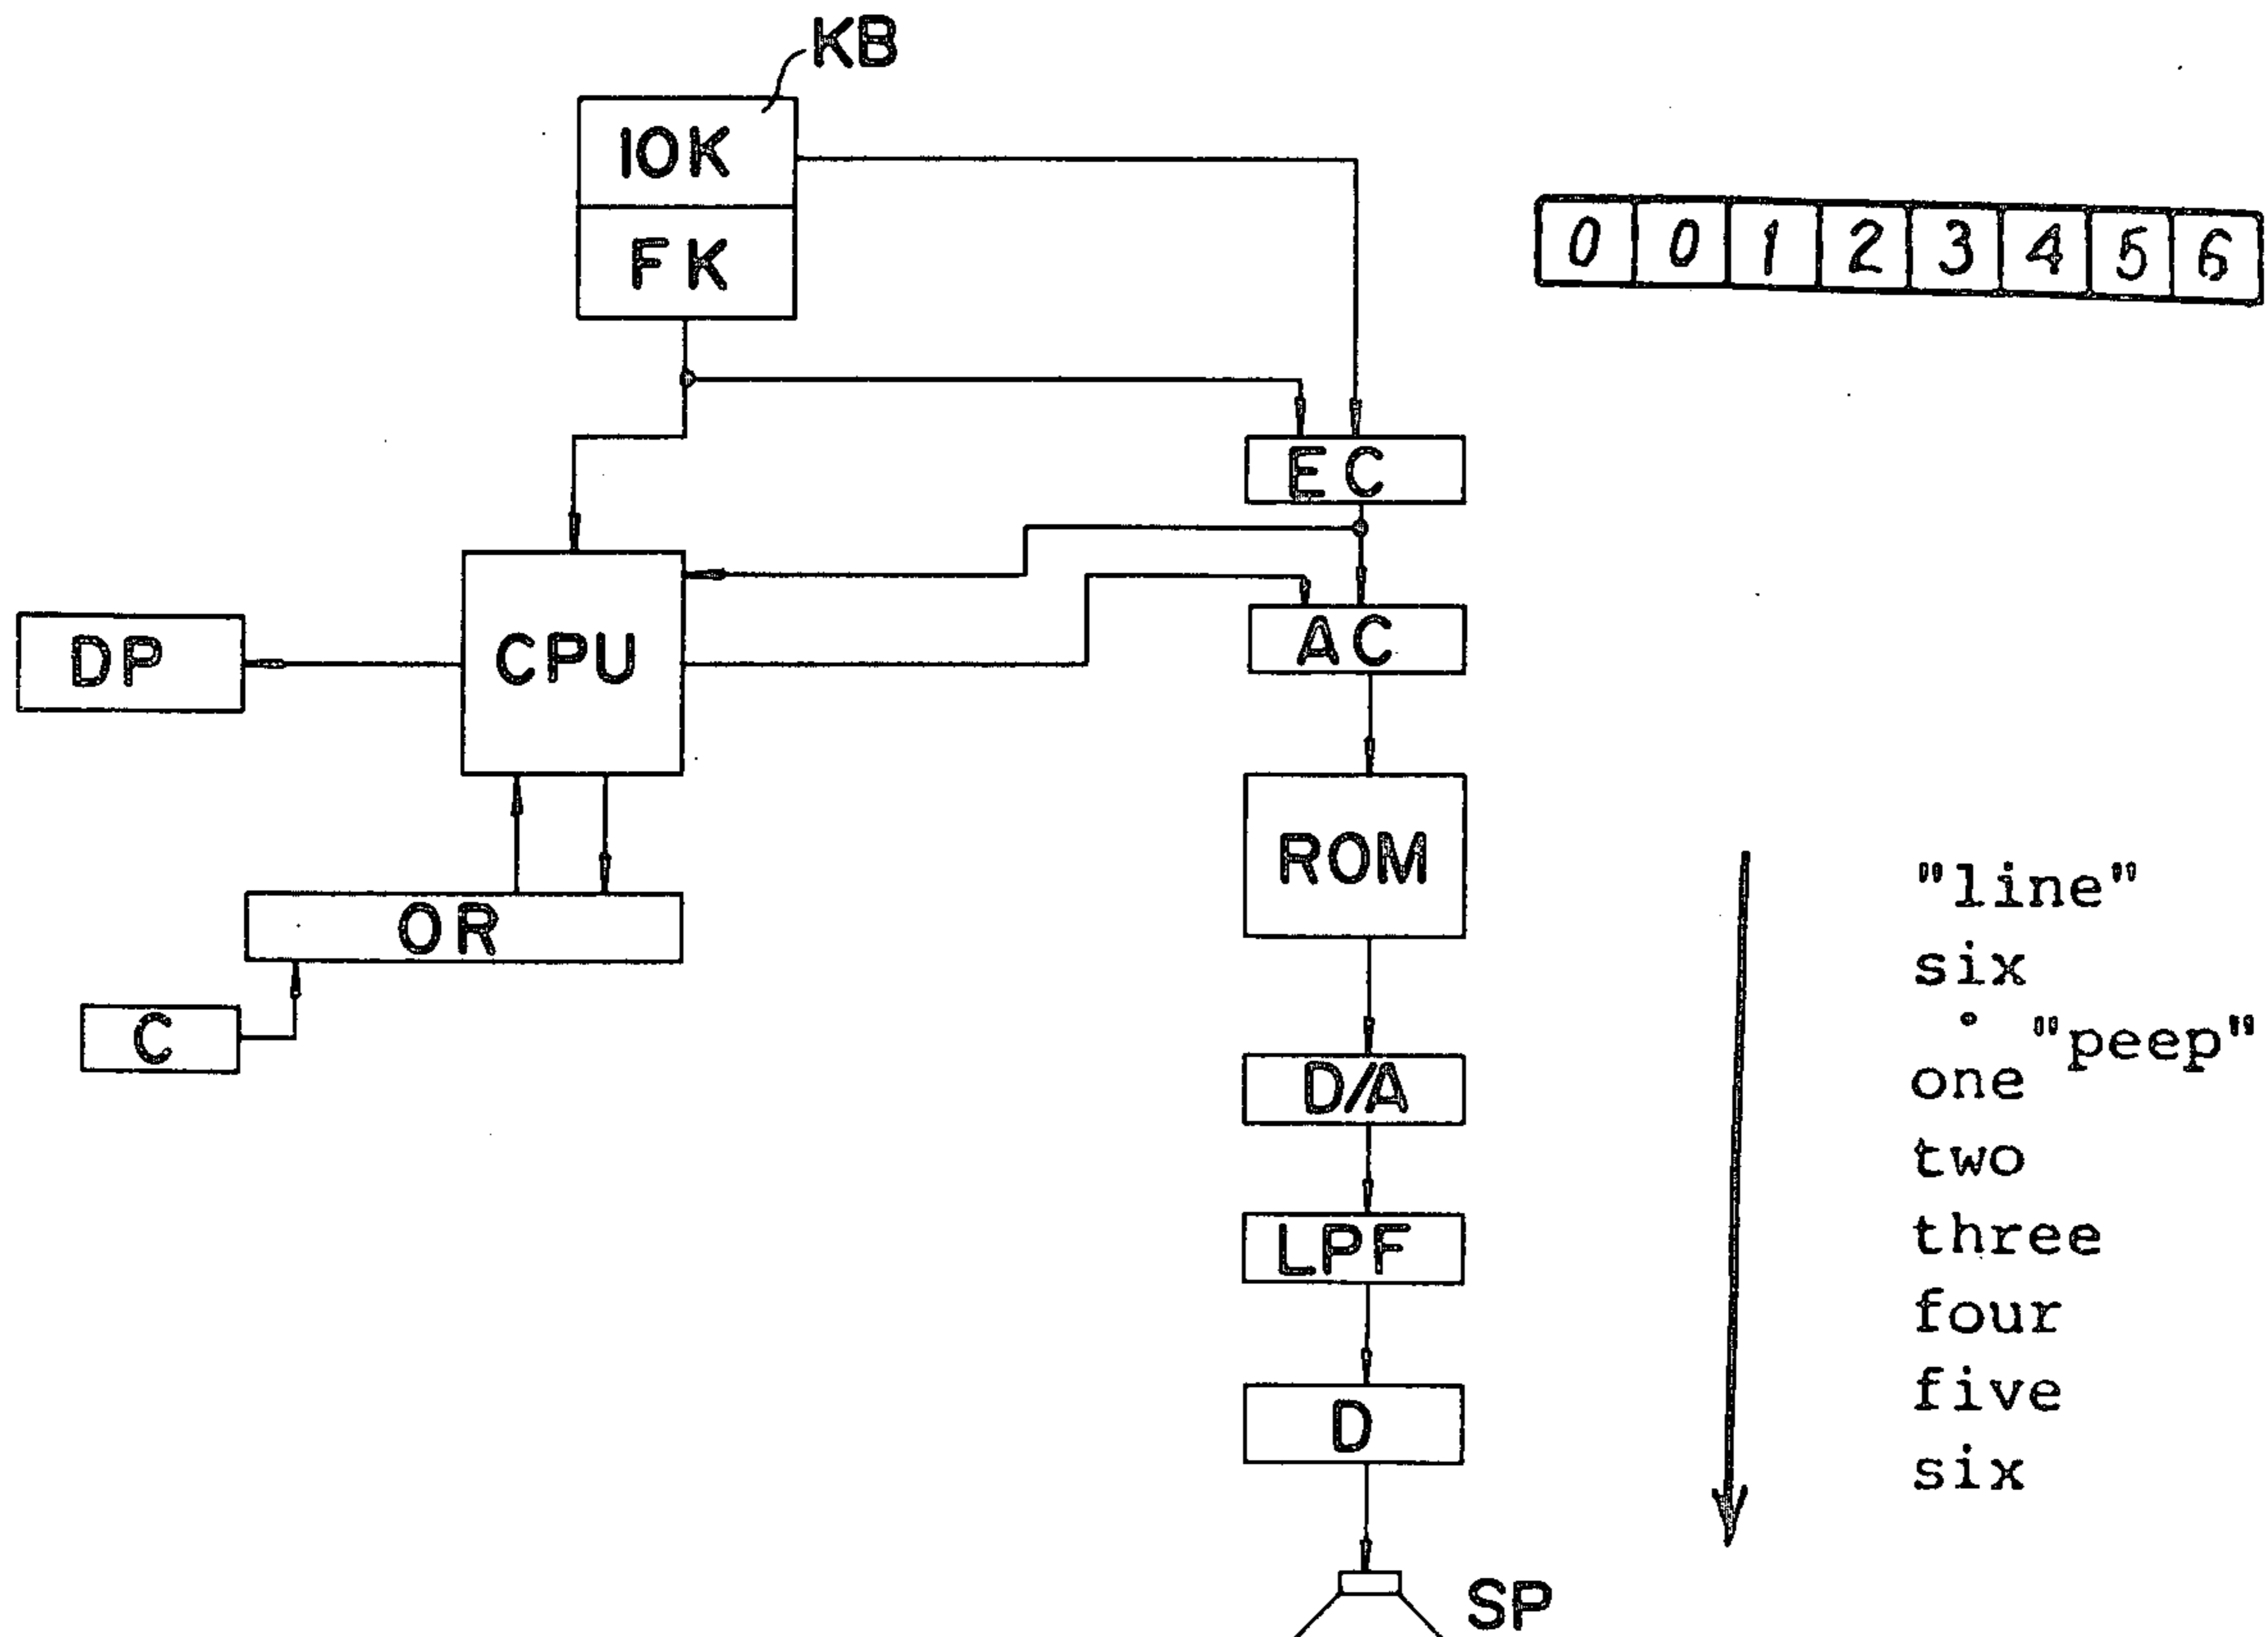 KB
10K
FK
0 0 1 2 3 4 5 6
EC
CPU
DP
AC
OR
C
ROM
D/A
LPF
D
SP
"line"
six
"peep"
one
two
three
four
five
six